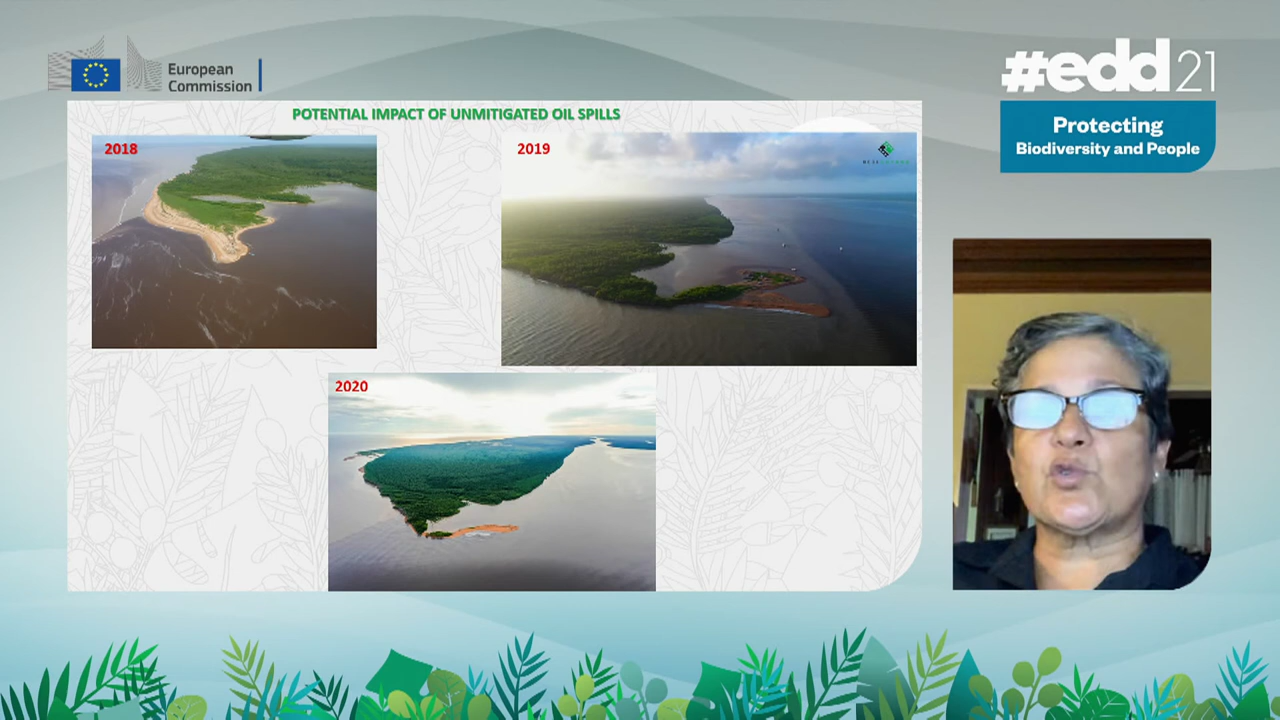 European
Commission
#edd21
Protecting
Biodiversity and People
POTENTIAL IMPACT OF UNMITIGATED OIL SPILLS
2018
2019
2020